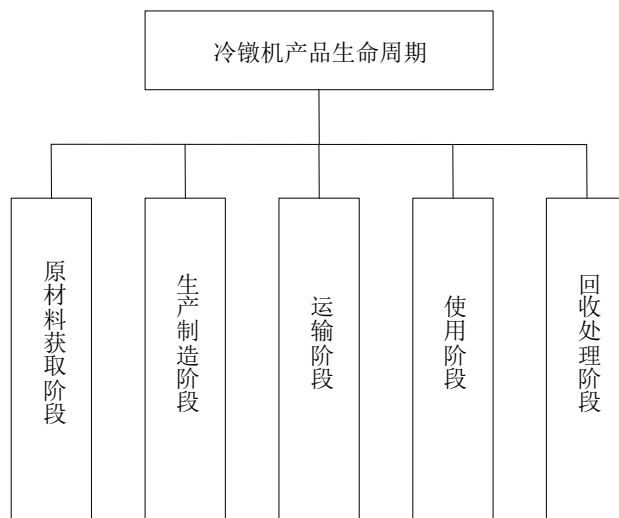 冷镦机产品生命周期
原材料获取阶段
生产制造阶段
运输阶段
使用阶段
回收处理阶段